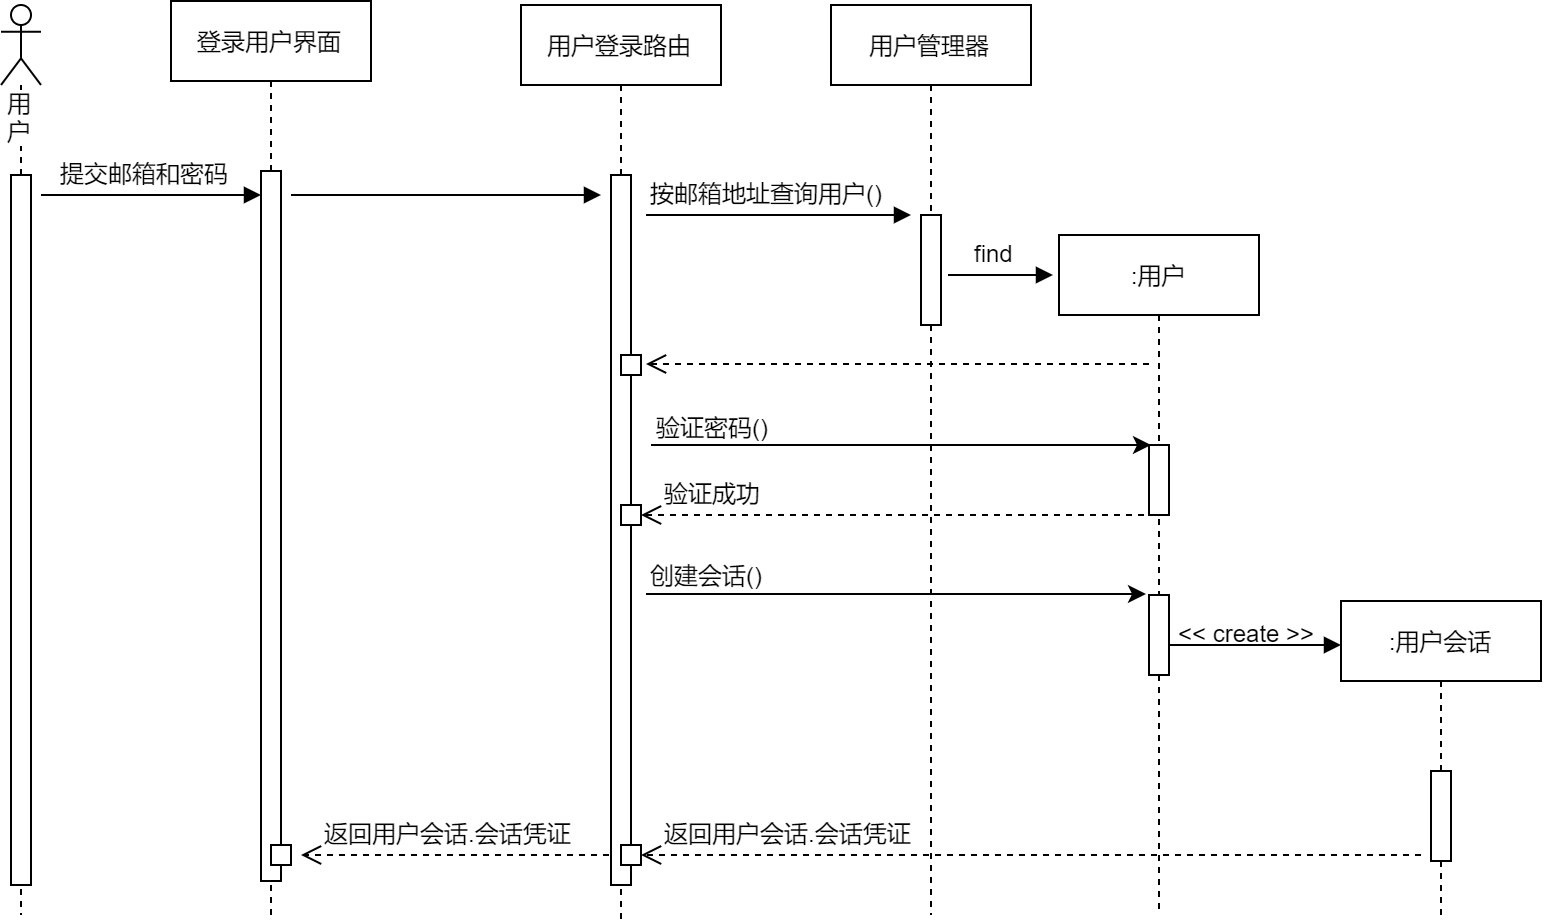 登录用户界面
用户登录路由
用户管理器
用
户
提交邮箱和密码
按邮箱地址查询用户()
find
:用户
验证密码()
验证成功
创建会话()
<< create >>
:用户会话
返回用户会话.会话凭证
返回用户会话.会话凭证